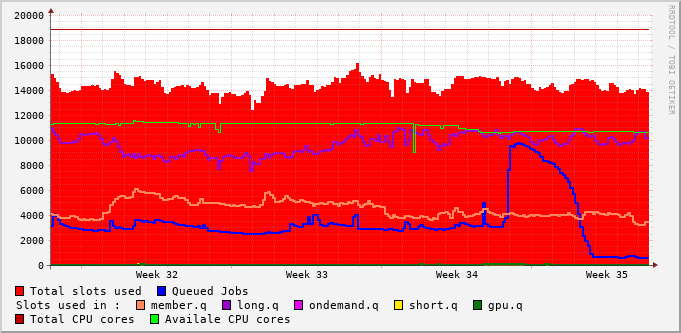 RRDTOOL / TOBI OETIKER
20000
18000
16000
14000
12000
10000
8000
6000
4000
2000
0
Week 32 Week 33 Week 34 Week 35
Total slots used Queued Jobs
Slots used in : member.q long.q ondemand.q short.q gpu.q
Total CPU cores Availale CPU cores